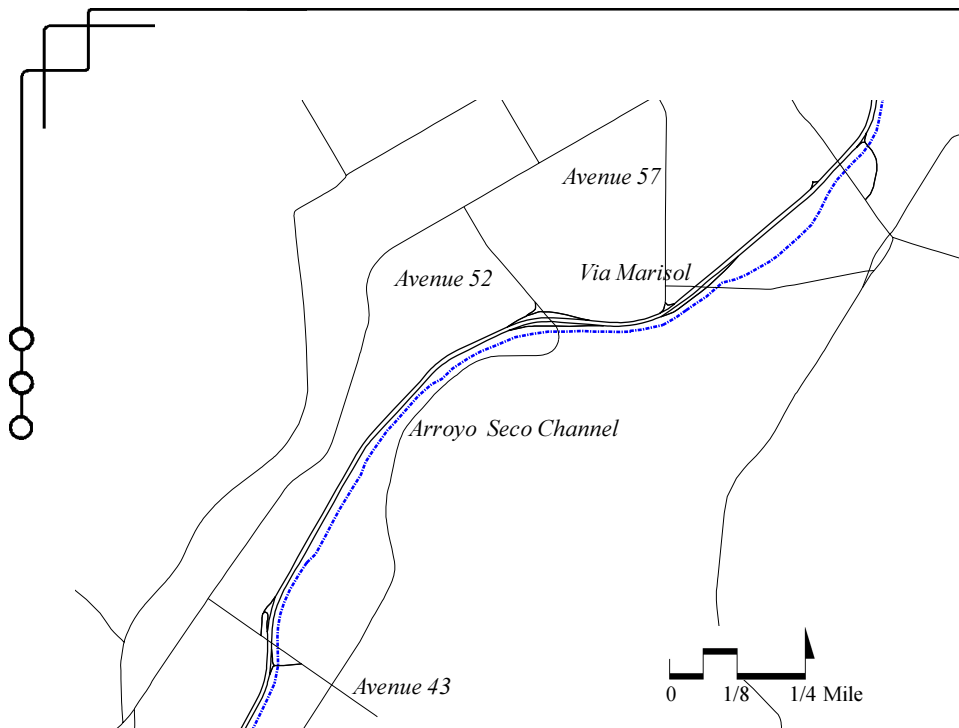 Avenue 57
Via Marisol
Avenue 52
Arroyo Seco Channel
Avenue 43
0 1/8 1/4 Mile